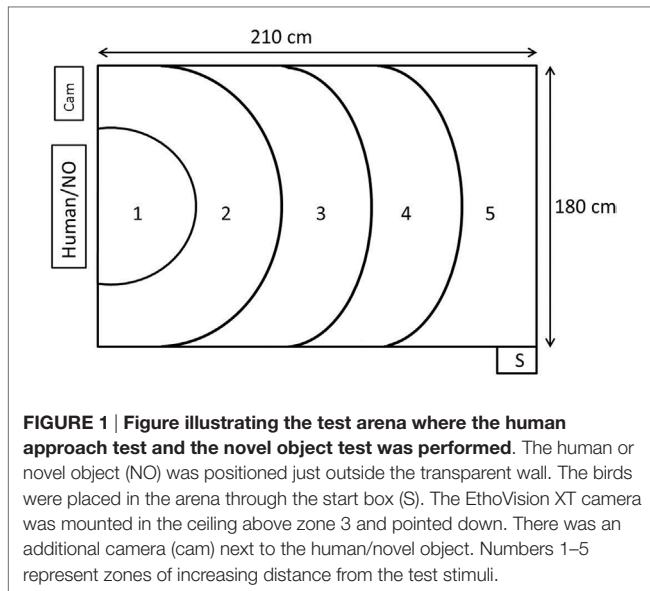 210 cm
Cam
Human/NO
1
2
3
4
5
180 cm
S
FIGURE 1 | Figure illustrating the test arena where the human
approach test and the novel object test was performed. The human or
novel object (NO) was positioned just outside the transparent wall. The birds
were placed in the arena through the start box (S). The EthoVision XT camera
was mounted in the ceiling above zone 3 and pointed down. There was an
additional camera (cam) next to the human/novel object. Numbers 1–5
represent zones of increasing distance from the test stimuli.